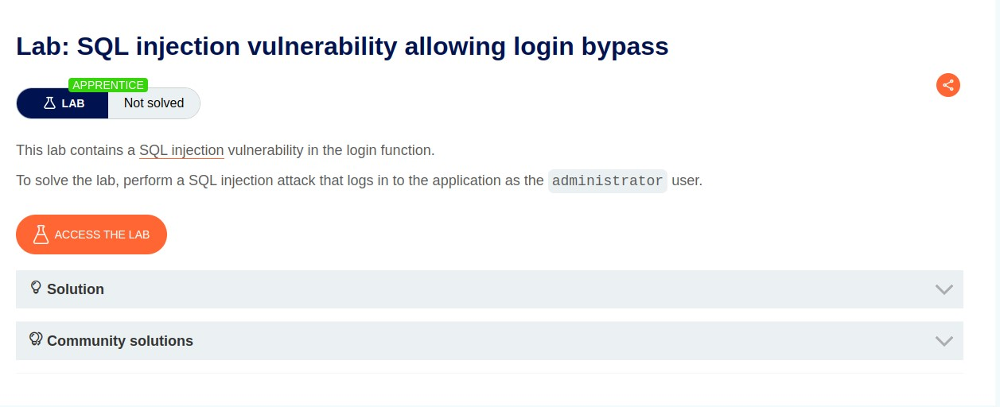 Lab: SQL injection vulnerability allowing login bypass
APPRENTICE
LAB Not solved
This lab contains a SQL injection vulnerability in the login function.
To solve the lab, perform a SQL injection attack that logs in to the application as the administrator user.
ACCESS THE LAB
Solution
Community solutions